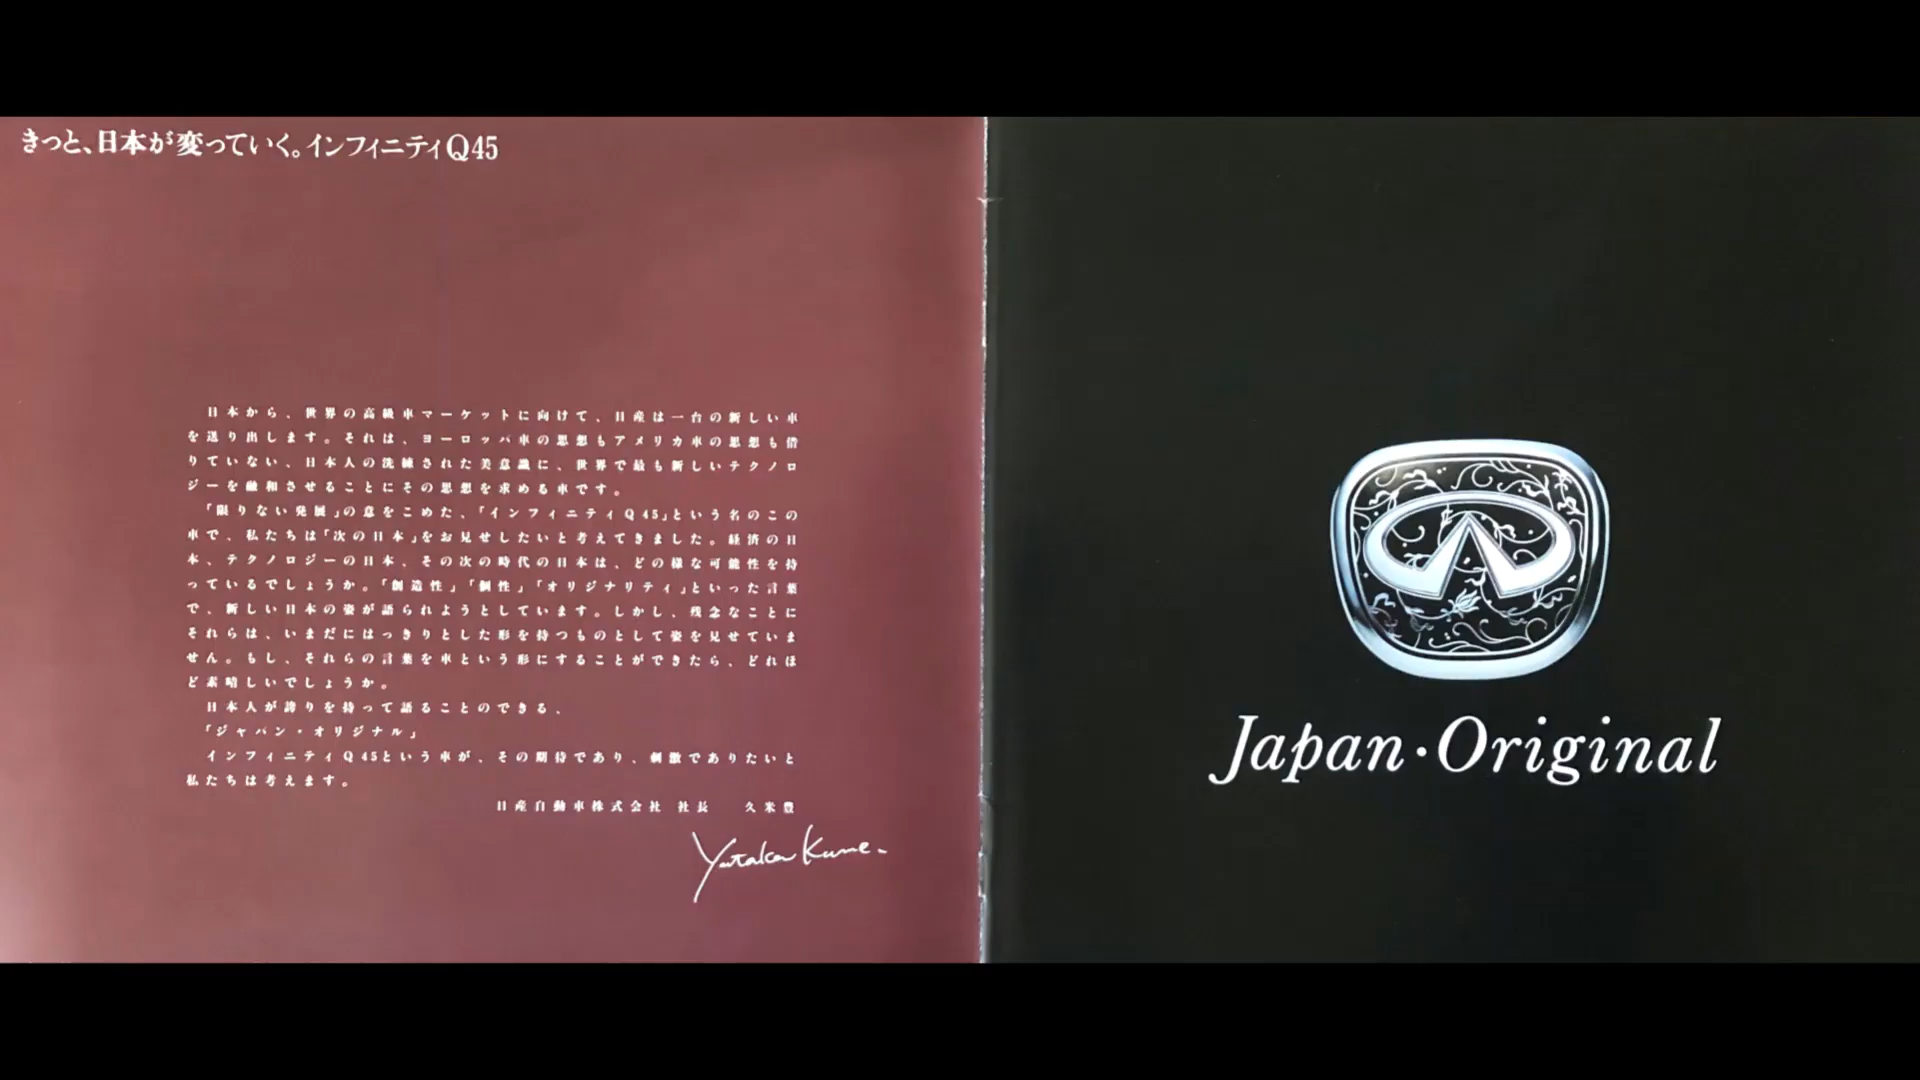 きっと、日本が変っていく。インフィニティQ45
日本から、世界の高級車マーケットに向けて、日産は一台の新しい車
を送り出します。それは、ヨーロッパ車の思想もアメリカ車の思想も借
りていない、日本人の洗練された美意識に、世界で最も新しいテクノロ
ジーを融和させることにその思想を求める車です。
「限りない発展」の意をこめた、「インフィニティQ45」という名のこの
車で、私たちは「次の日本」をお見せしたいと考えてきました。経済の日
本、テクノロジーの日本、その次の時代の日本は、どの様な可能性を持
っているでしょうか。「創造性」「個性」「オリジナリティ」といった言葉
で、新しい日本の姿が語られようとしています。しかし、残念なことに
それらは、いまだにはっきりとした形を持つものとして姿を見せていま
せん。もし、それらの言葉を車という形にすることができたら、どれほ
ど素晴しいでしょうか。
日本人が誇りを持って語ることのできる、
「ジャパン・オリジナル」
インフィニティQ45という車が、その期待であり、刺激でありたいと
私たちは考えます。
日産自動車株式会社 社長 久米豊
Yutaka Kume.
Japan·Original